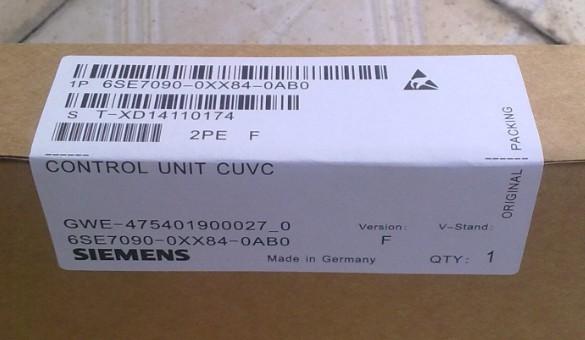 1P 6SE7090-0XX84-0AB0
S T-XD14110174
2PE F
CONTROL UNIT CUVC
GWE-475401900027_0
6SE7090-0XX84-0AB0
SIEMENS
Made in Germany
Version:
F
V-Stand:
QTY: 1
ORIGINAL PACKING